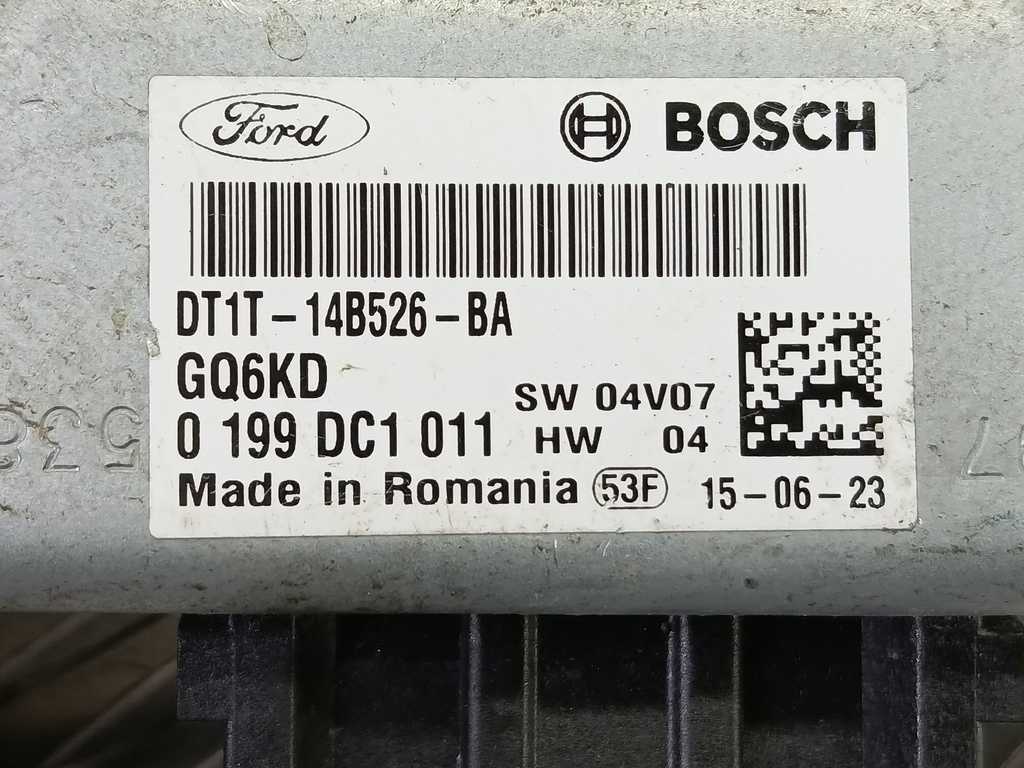 Ford
BOSCH
DT1T-14B526-BA
GQ6KD
SW 04V07
0 199 DC1 011
HW 04
Made in Romania 53F 15-06-23